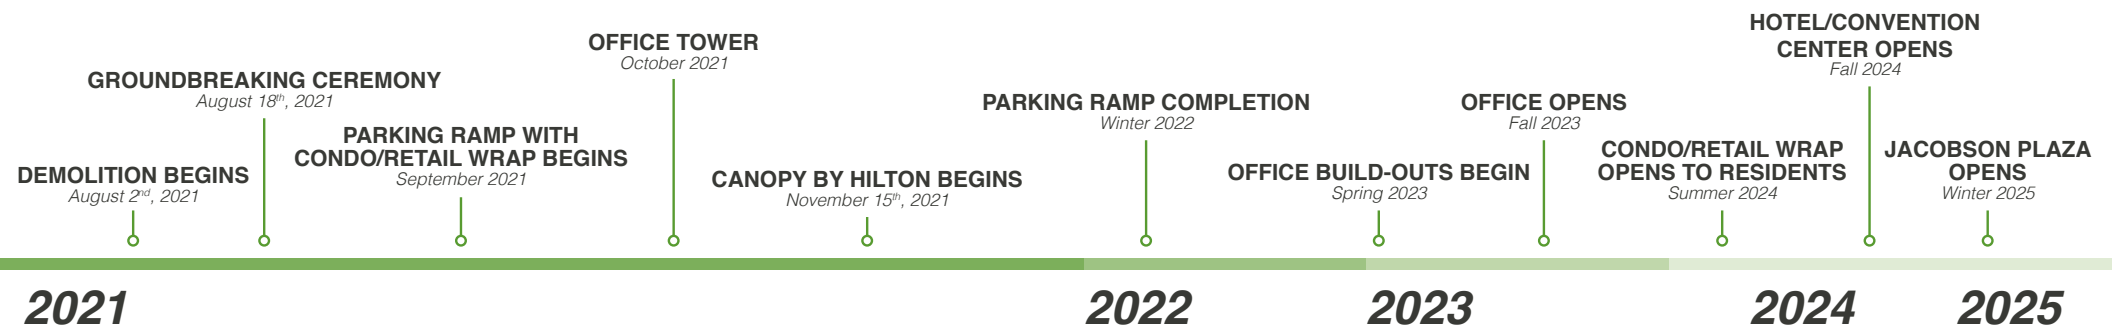 DEMOLITION BEGINS
August 2nd, 2021
GROUNDBREAKING CEREMONY
August 18th, 2021
PARKING RAMP WITH
CONDO/RETAIL WRAP BEGINS
September 2021
OFFICE TOWER
October 2021
CANOPY BY HILTON BEGINS
November 15th, 2021
PARKING RAMP COMPLETION
Winter 2022
OFFICE BUILD-OUTS BEGIN
Spring 2023
OFFICE OPENS
Fall 2023
CONDO/RETAIL WRAP
OPENS TO RESIDENTS
Summer 2024
HOTEL/CONVENTION
CENTER OPENS
Fall 2024
JACOBSON PLAZA
OPENS
Winter 2025
2021
2022
2023
2024
2025